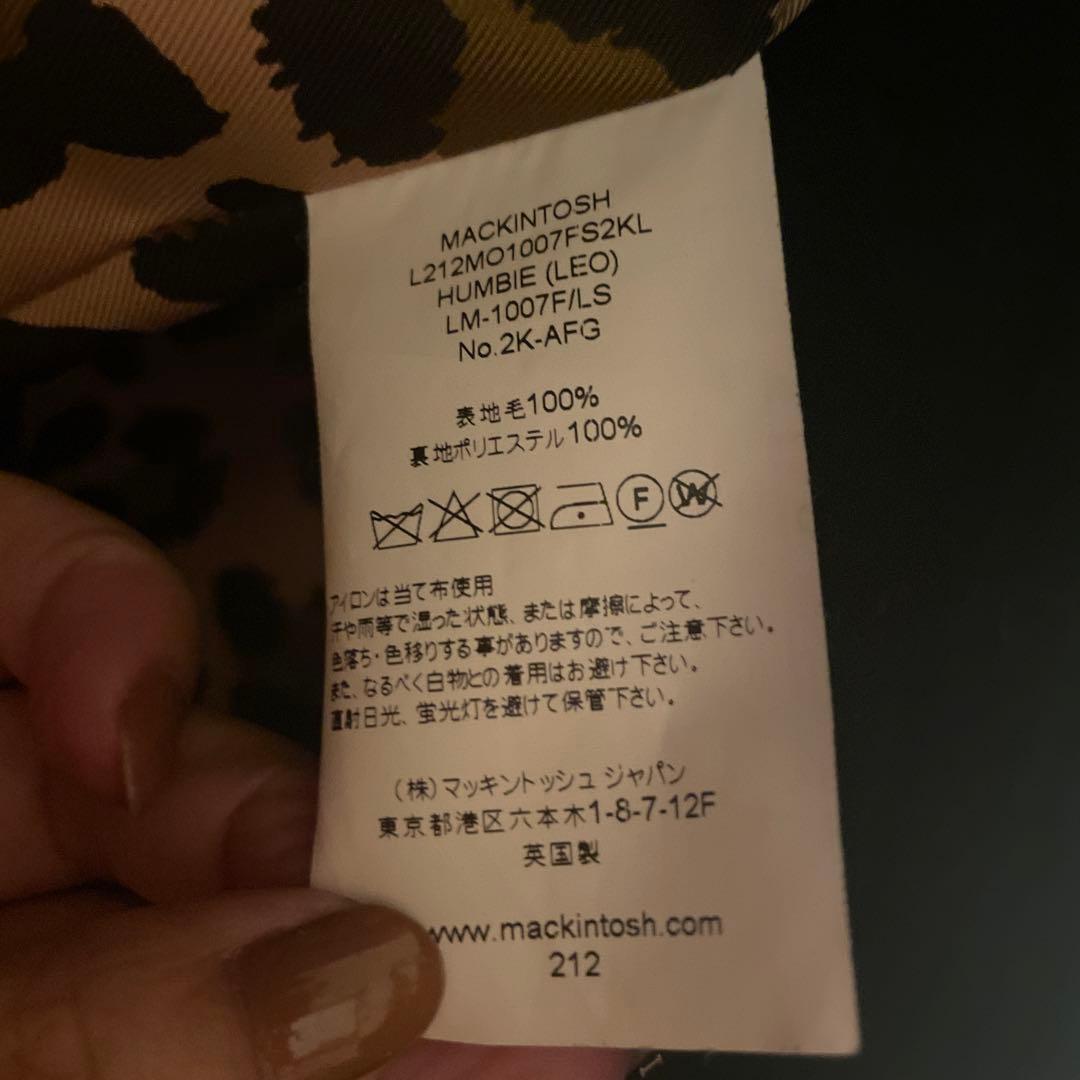 MACKINTOSH
L212MO1007FS2KL
HUMBIE (LEO)
LM-1007F/LS
No.2K-AFG
表地毛100%
裏地ポリエステル100%
F W
アイロンは当て布使用
汗や雨等で湿った状態、または摩擦によって、
色落ち・色移りする事がありますので、ご注意下さい。
また、なるべく白物との着用はお避け下さい。
直射日光、蛍光灯を避けて保管下さい。
(株)マッキントッシュ ジャパン
東京都港区六本木1-8-7-12F
英国製
www.mackintosh.com
212